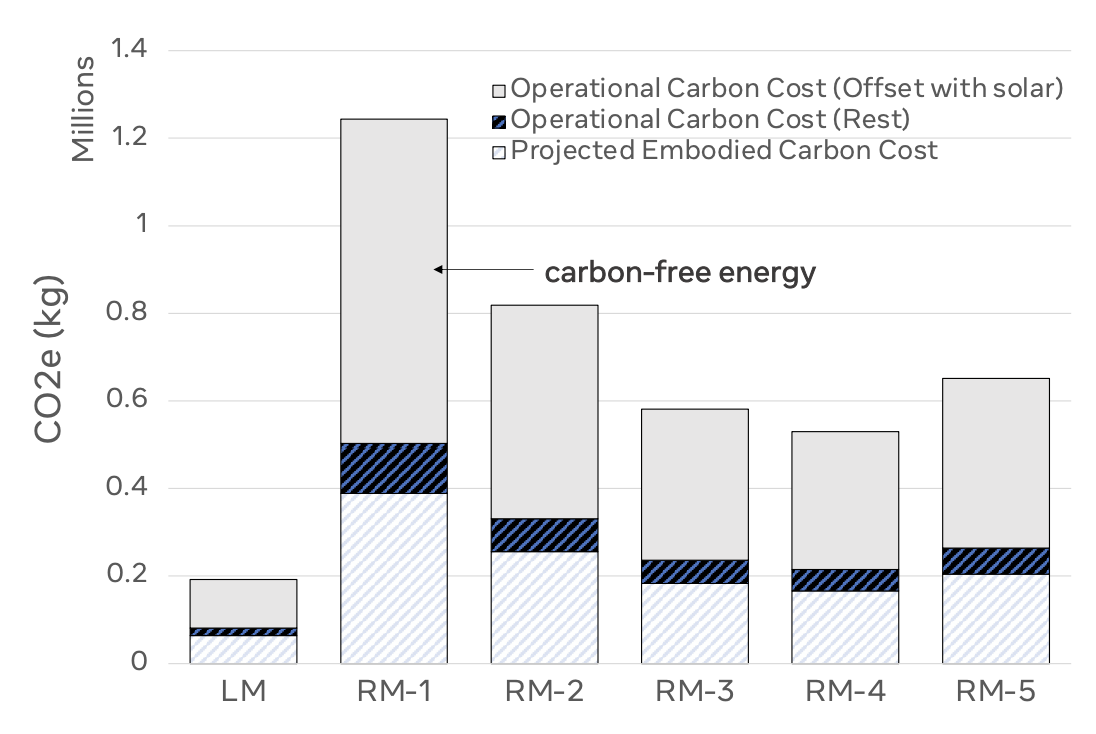 Millions
CO2e (kg)
1.4
1.2
1
0.8
0.6
0.4
0.2
0
Operational Carbon Cost (Offset with solar)
Operational Carbon Cost (Rest)
Projected Embodied Carbon Cost
carbon-free energy
LM
RM-1
RM-2
RM-3
RM-4
RM-5